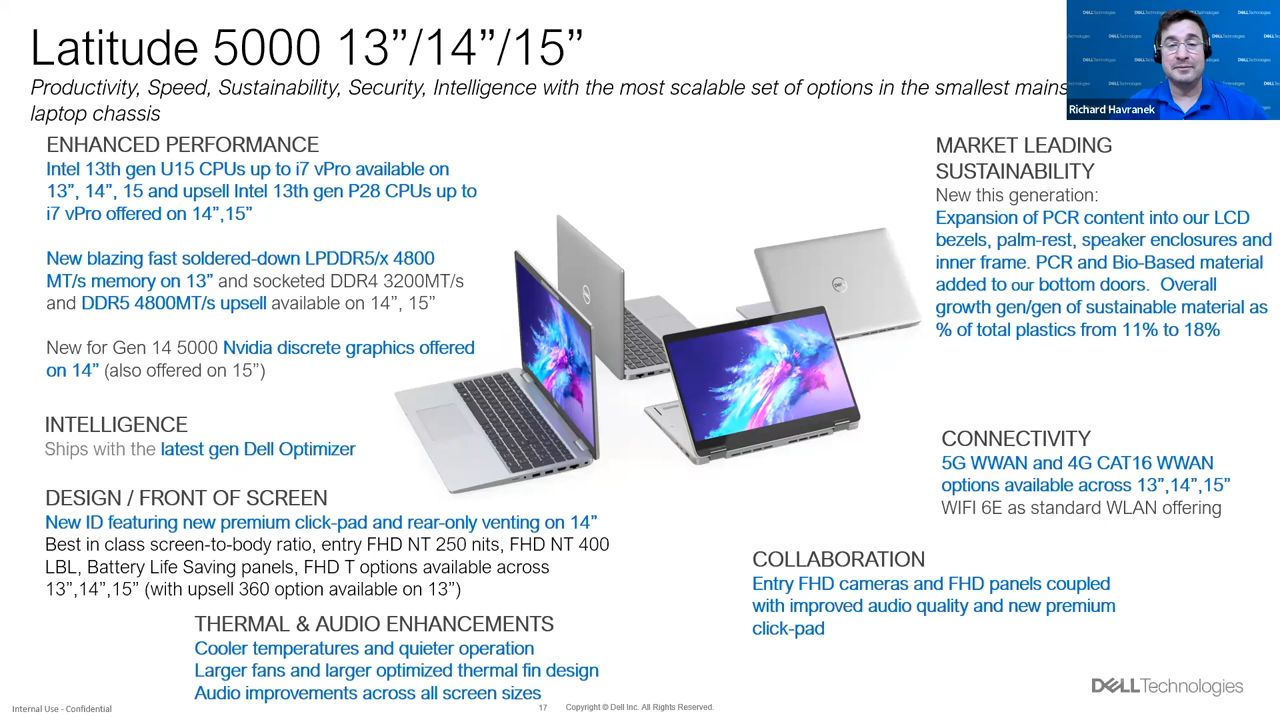 Latitude 5000 13”/14”/15”
Productivity, Speed, Sustainability, Security, Intelligence with the most scalable set of options in the smallest mains
laptop chassis
ENHANCED PERFORMANCE
Intel 13th gen U15 CPUs up to i7 vPro available on
13”, 14”, 15 and upsell Intel 13th gen P28 CPUs up to
i7 vPro offered on 14”,15”
New blazing fast soldered-down LPDDR5/x 4800
MT/s memory on 13” and socketed DDR4 3200MT/s
and DDR5 4800MT/s upsell available on 14”, 15”
New for Gen 14 5000 Nvidia discrete graphics offered
on 14” (also offered on 15”)
INTELLIGENCE
Ships with the latest gen Dell Optimizer
DESIGN / FRONT OF SCREEN
New ID featuring new premium click-pad and rear-only venting on 14”
Best in class screen-to-body ratio, entry FHD NT 250 nits, FHD NT 400
LBL, Battery Life Saving panels, FHD T options available across
13”,14”,15” (with upsell 360 option available on 13”)
THERMAL & AUDIO ENHANCEMENTS
Cooler temperatures and quieter operation
Larger fans and larger optimized thermal fin design
Audio improvements across all screen sizes
Richard Havranek
MARKET LEADING
SUSTAINABILITY
New this generation:
Expansion of PCR content into our LCD
bezels, palm-rest, speaker enclosures and
inner frame. PCR and Bio-Based material
added to our bottom doors. Overall
growth gen/gen of sustainable material as
% of total plastics from 11% to 18%
CONNECTIVITY
5G WWAN and 4G CAT16 WWAN
options available across 13”,14”,15”
WIFI 6E as standard WLAN offering
COLLABORATION
Entry FHD cameras and FHD panels coupled
with improved audio quality and new premium
click-pad
DELLTechnologies
Internal Use - Confidential
17 Copyright © Dell Inc. All Rights Reserved.